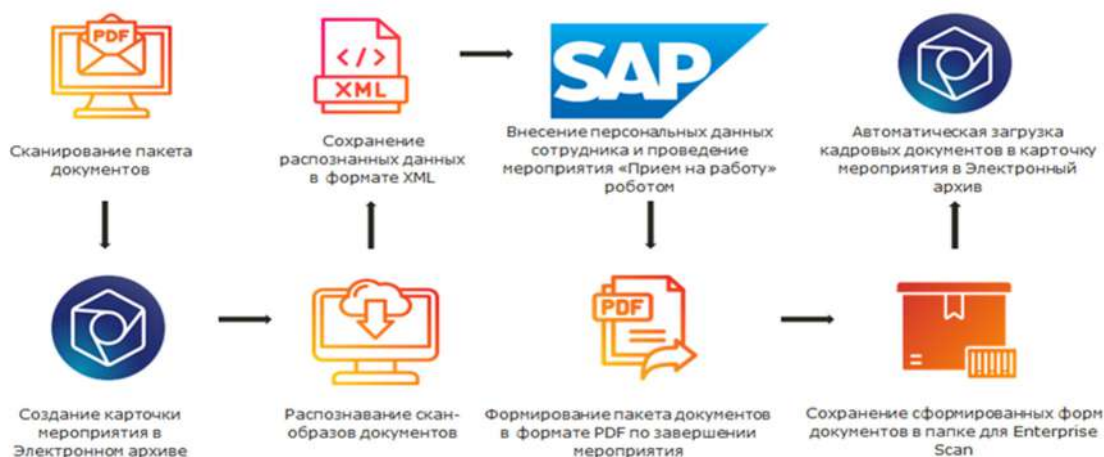 PDF
Сканирование пакета
документов
Создание карточки
мероприятия в
Электронном архиве
Распознавание скан-
образов документов
</>
XML
Сохранение
распознанных данных
в формате XML
SAP
Внесение персональных данных
сотрудника и проведение
мероприятия «Прием на работу»
роботом
PDF
Формирование пакета документов
в формате PDF по завершении
мероприятия
Сохранение сформированных форм
документов в папке для Enterprise
Scan
Автоматическая загрузка
кадровых документов в карточку
мероприятия в Электронный
архив